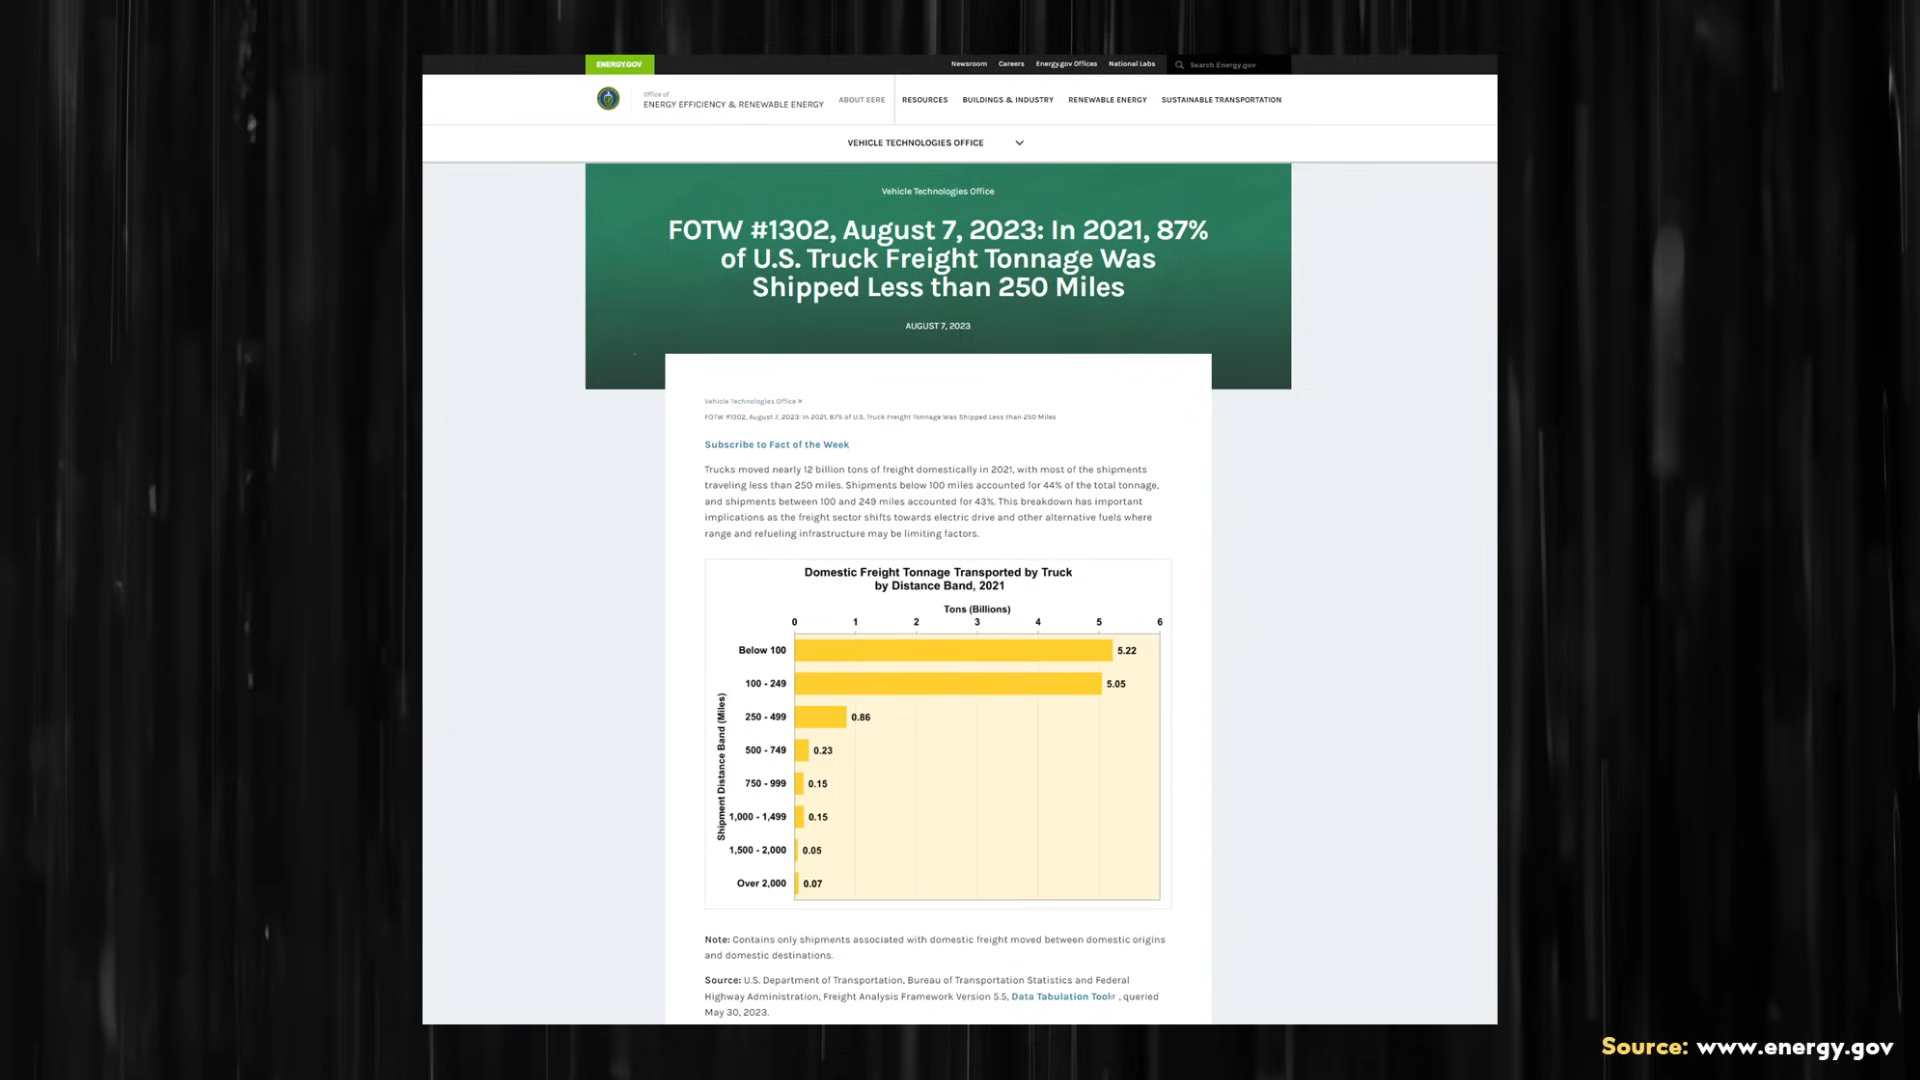 ENERGY.GOV
Newsroom Careers Energy.gov Offices National Labs Search Energy.gov
Office of
ENERGY EFFICIENCY & RENEWABLE ENERGY
ABOUT EERE RESOURCES BUILDINGS & INDUSTRY RENEWABLE ENERGY SUSTAINABLE TRANSPORTATION
VEHICLE TECHNOLOGIES OFFICE
Vehicle Technologies Office
FOTW #1302, August 7, 2023: In 2021, 87%
of U.S. Truck Freight Tonnage Was
Shipped Less than 250 Miles
AUGUST 7, 2023
Vehicle Technologies Office »
FOTW #1302, August 7, 2023: In 2021, 87% of U.S. Truck Freight Tonnage Was Shipped Less than 250 Miles
Subscribe to Fact of the Week
Trucks moved nearly 12 billion tons of freight domestically in 2021, with most of the shipments
traveling less than 250 miles. Shipments below 100 miles accounted for 44% of the total tonnage,
and shipments between 100 and 249 miles accounted for 43%. This breakdown has important
implications as the freight sector shifts towards electric drive and other alternative fuels where
range and refueling infrastructure may be limiting factors.
Domestic Freight Tonnage Transported by Truck
by Distance Band, 2021
Tons (Billions)
0 1 2 3 4 5 6
Shipment Distance Band (Miles)
Below 100 5.22
100 - 249 5.05
250 - 499 0.86
500 - 749 0.23
750 - 999 0.15
1,000 - 1,499 0.15
1,500 - 2,000 0.05
Over 2,000 0.07
Note: Contains only shipments associated with domestic freight moved between domestic origins
and domestic destinations.
Source: U.S. Department of Transportation, Bureau of Transportation Statistics and Federal
Highway Administration, Freight Analysis Framework Version 5.5, Data Tabulation Tool , queried
May 30, 2023.
Source: www.energy.gov